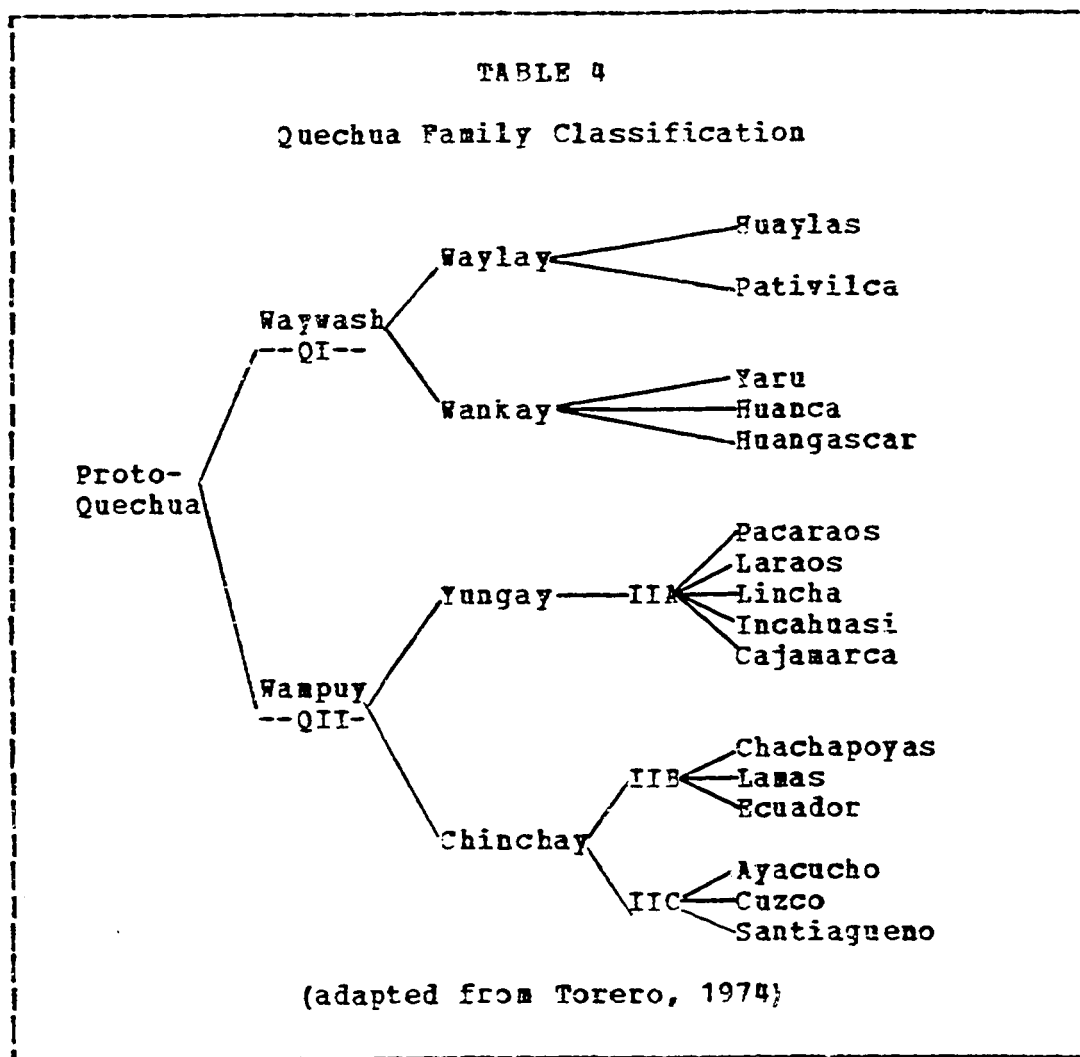 TABLE 4
Quechua Family Classification
Huaylas
Waylay
Pativilca
Waywash
--QI--
Yaru
Wankay
Huanca
Huangascar
Proto-
Quechua
Pacaraos
Laraos
Yungay
IIA
Lincha
Incahuasi
Cajamarca
Wampuy
--QII-
Chachapoyas
IIB
Lamas
Ecuador
Chinchay
Ayacucho
IIC
Cuzco
Santiagueno
(adapted from Torero, 1974)